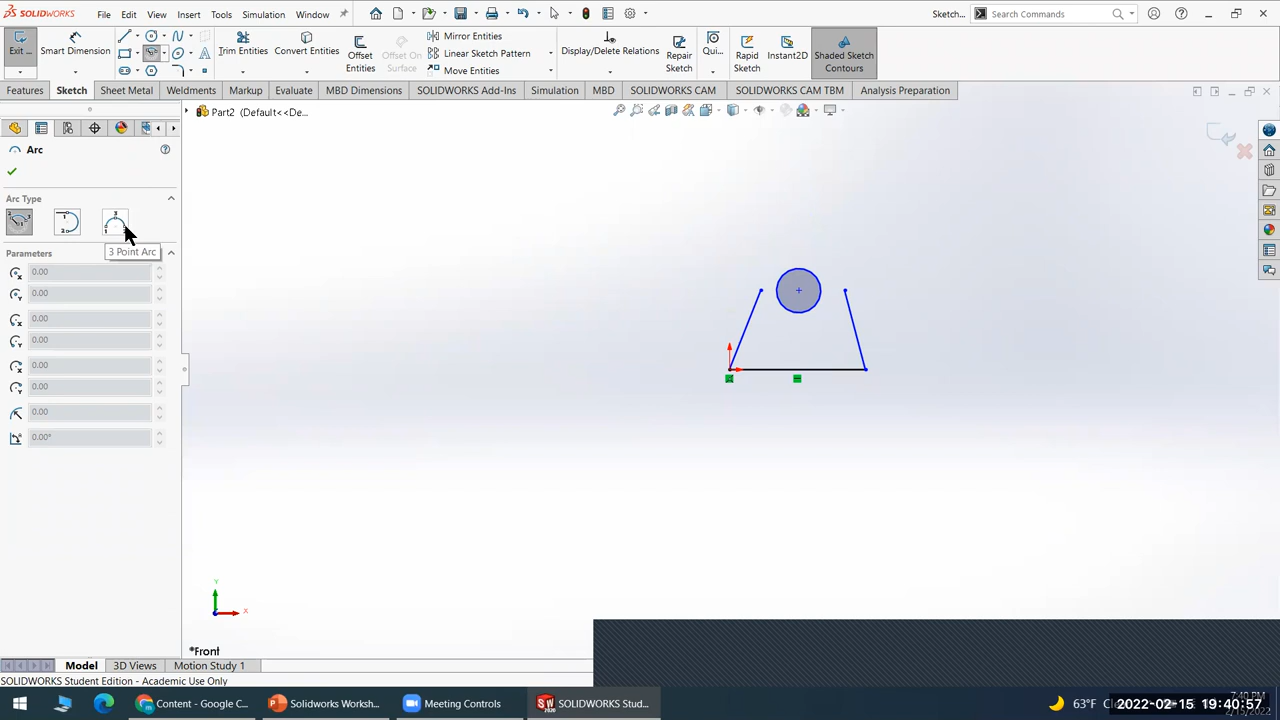 SOLIDWORKS File Edit View Insert Tools Simulation Window Sketch... Search Commands
Exit ... Smart Dimension Trim Entities Convert Entities Offset Entities Offset On Surface Mirror Entities Linear Sketch Pattern Move Entities Display/Delete Relations Repair Sketch Qui... Rapid Sketch Instant2D Shaded Sketch Contours
Features Sketch Sheet Metal Weldments Markup Evaluate MBD Dimensions SOLIDWORKS Add-Ins Simulation MBD SOLIDWORKS CAM SOLIDWORKS CAM TBM Analysis Preparation
Part2 (Default<<De...
Arc
Arc Type
3 Point Arc
Parameters
0.00
0.00
0.00
0.00
0.00
0.00
0.00
0.00°
Y
X
*Front
Model 3D Views Motion Study 1
SOLIDWORKS Student Edition - Academic Use Only
Content - Google C... Solidworks Worksh... Meeting Controls SOLIDWORKS Stud... 63°F 2022-02-15 19:40:57